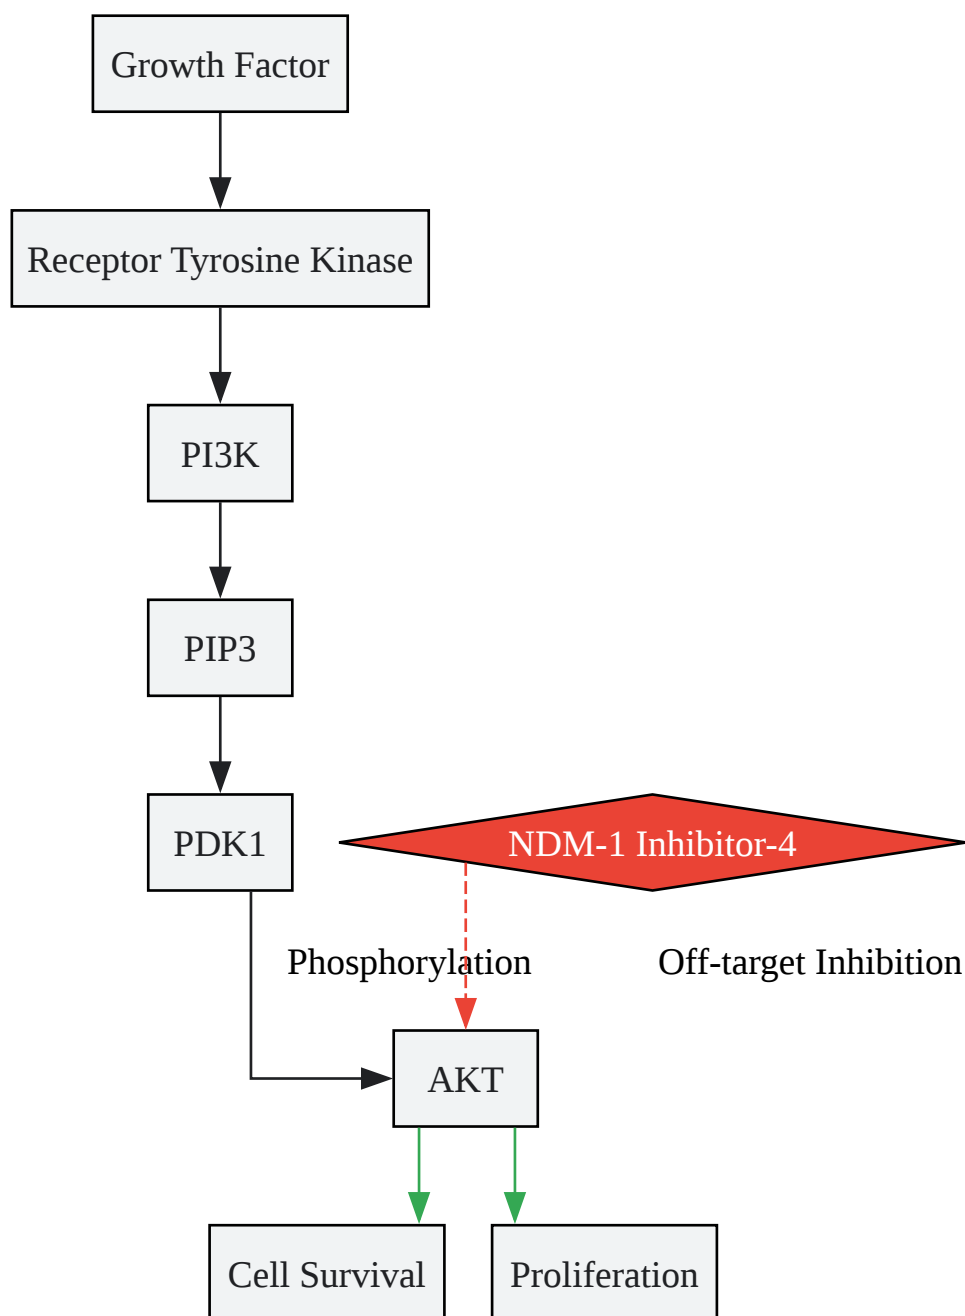 Growth Factor
Receptor Tyrosine Kinase
PI3K
PIP3
PDK1
NDM-1 Inhibitor-4
Phosphorylation
Off-target Inhibition
AKT
Cell Survival
Proliferation